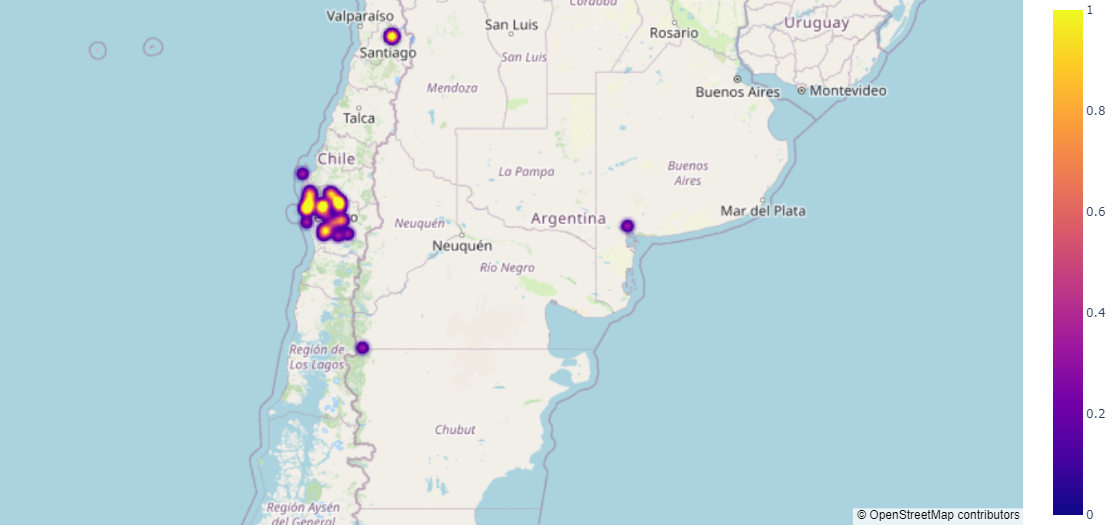 Córdoba
Valparaíso
San Luis
Uruguay
Rosario
Santiago
San Luis
Mendoza
Buenos Aires
Montevideo
Talca
Chile
La Pampa
Buenos
Aires
Mar del Plata
Neuquén
Argentina
Neuquén
Río Negro
Región de
Los Lagos
Chubut
Región Aysén
del General
© OpenStreetMap contributors
1
0.8
0.6
0.4
0.2
0